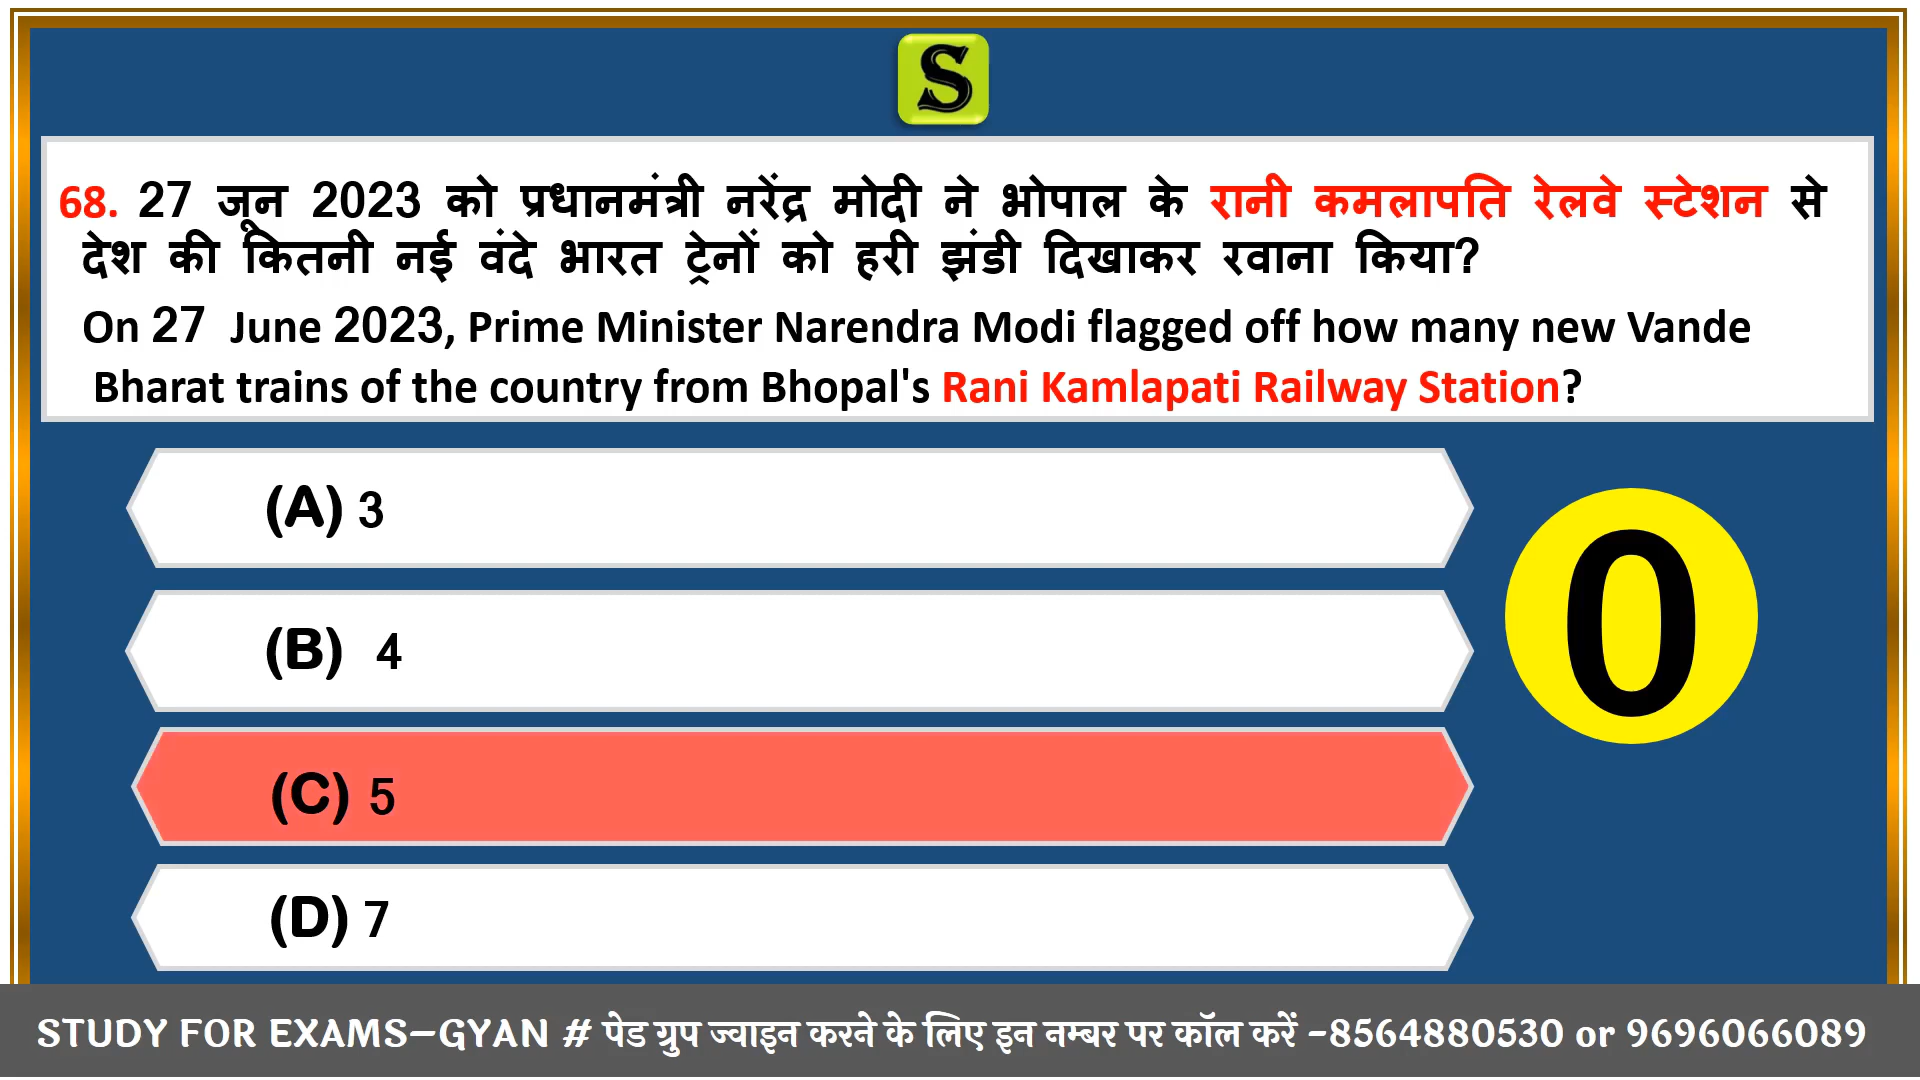 S
68. 27 जून 2023 को प्रधानमंत्री नरेंद्र मोदी ने भोपाल के रानी कमलापति रेलवे स्टेशन से
देश की कितनी नई वंदे भारत ट्रेनों को हरी झंडी दिखाकर रवाना किया?
On 27 June 2023, Prime Minister Narendra Modi flagged off how many new Vande
Bharat trains of the country from Bhopal's Rani Kamlapati Railway Station?
(A) 3
(B) 4
(C) 5
(D) 7
0
STUDY FOR EXAMS–GYAN # पेड ग्रुप ज्वाइन करने के लिए इन नम्बर पर कॉल करें -8564880530 or 9696066089